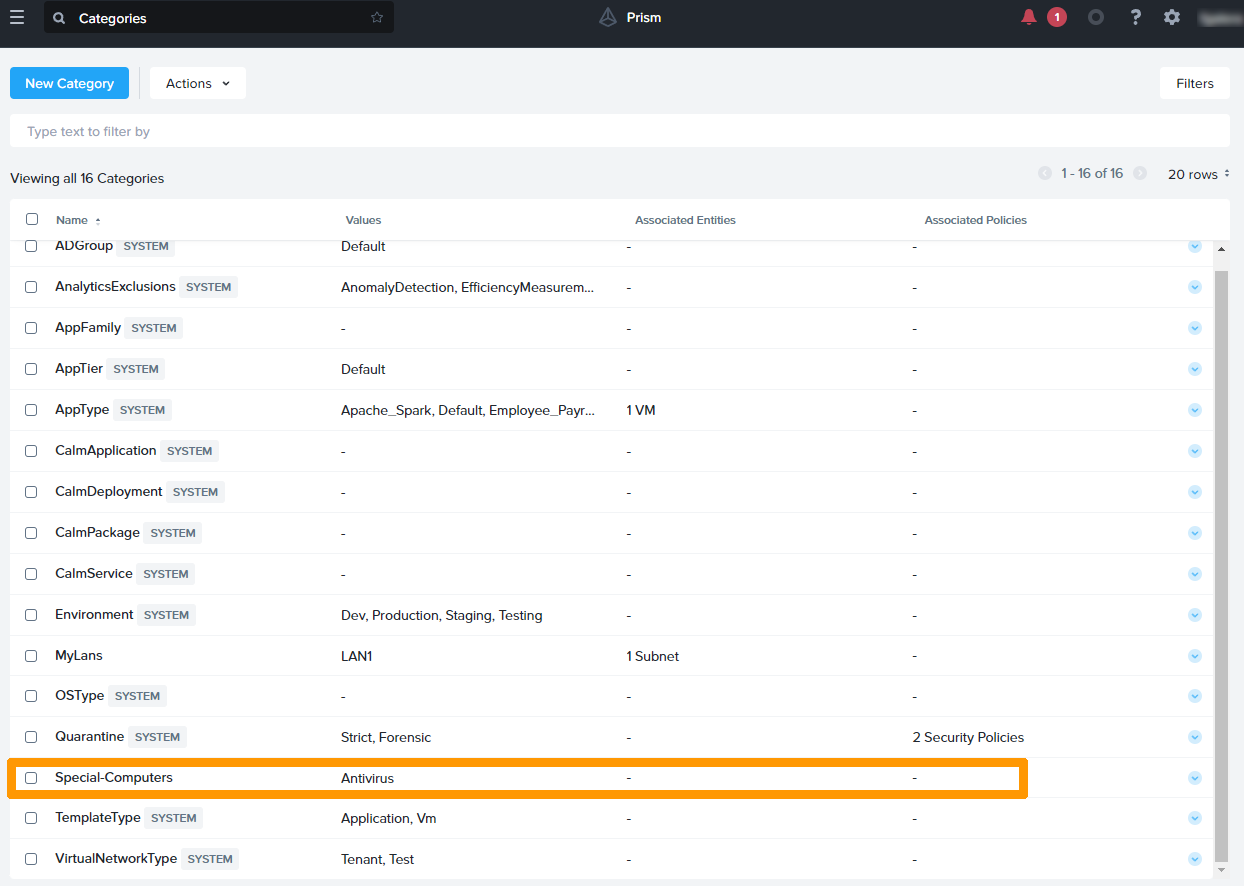 Categories Prism 1 ?
New Category Actions Filters
Type text to filter by
Viewing all 16 Categories 1 - 16 of 16 20 rows
Name Values Associated Entities Associated Policies
ADGroup SYSTEM Default - -
AnalyticsExclusions SYSTEM AnomalyDetection, EfficiencyMeasurem... - -
AppFamily SYSTEM - - -
AppTier SYSTEM Default - -
AppType SYSTEM Apache_Spark, Default, Employee_Payr... 1 VM -
CalmApplication SYSTEM - - -
CalmDeployment SYSTEM - - -
CalmPackage SYSTEM - - -
CalmService SYSTEM - - -
Environment SYSTEM Dev, Production, Staging, Testing - -
MyLans LAN1 1 Subnet -
OSType SYSTEM - - -
Quarantine SYSTEM Strict, Forensic - 2 Security Policies
Special-Computers Antivirus - -
TemplateType SYSTEM Application, Vm - -
VirtualNetworkType SYSTEM Tenant, Test - -